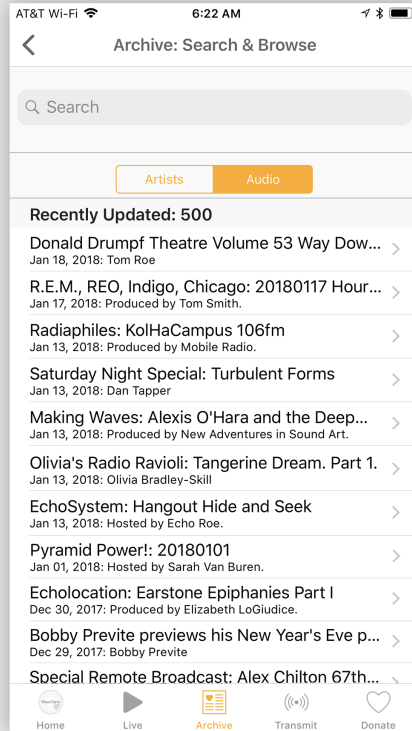 AT&T Wi-Fi 6:22 AM
Archive: Search & Browse
Search
Artists Audio
Recently Updated: 500
Donald Drumpf Theatre Volume 53 Way Dow...
Jan 18, 2018: Tom Roe
R.E.M., REO, Indigo, Chicago: 20180117 Hour...
Jan 17, 2018: Produced by Tom Smith.
Radiaphiles: KolHaCampus 106fm
Jan 13, 2018: Produced by Mobile Radio.
Saturday Night Special: Turbulent Forms
Jan 13, 2018: Dan Tapper
Making Waves: Alexis O'Hara and the Deep...
Jan 13, 2018: Produced by New Adventures in Sound Art.
Olivia's Radio Ravioli: Tangerine Dream. Part 1.
Jan 13, 2018: Olivia Bradley-Skill
EchoSystem: Hangout Hide and Seek
Jan 13, 2018: Hosted by Echo Roe.
Pyramid Power!: 20180101
Jan 01, 2018: Hosted by Sarah Van Buren.
Echolocation: Earstone Epiphanies Part I
Dec 30, 2017: Produced by Elizabeth LoGiudice.
Bobby Previte previews his New Year's Eve p...
Dec 29, 2017: Bobby Previte
Special Remote Broadcast: Alex Chilton 67th...
Home Live Archive Transmit Donate